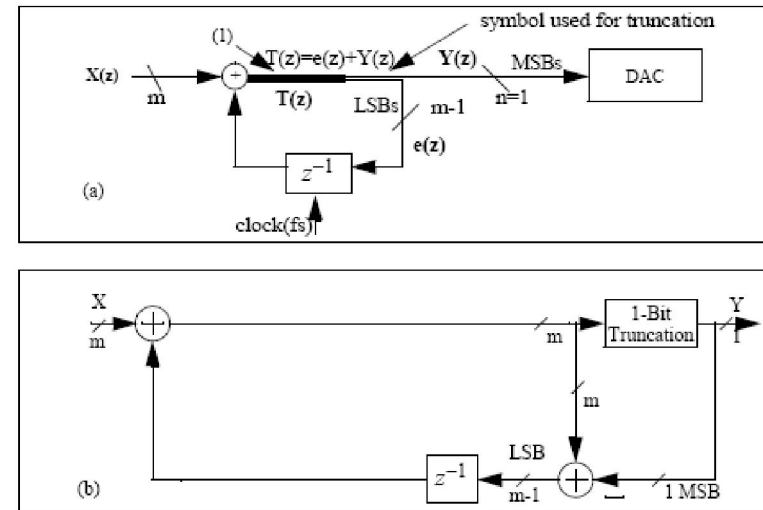 symbol used for truncation
(1)
T(z)=e(z)+Y(z)
Y(z)
MSBs
X(z)
m
+
T(z)
n=1
DAC
LSBs
m-1
e(z)
z⁻¹
(a)
clock(fs)
X
m
+
m
1-Bit
Truncation
Y
1
m
LSB
z⁻¹
m-1
+
1 MSB
(b)